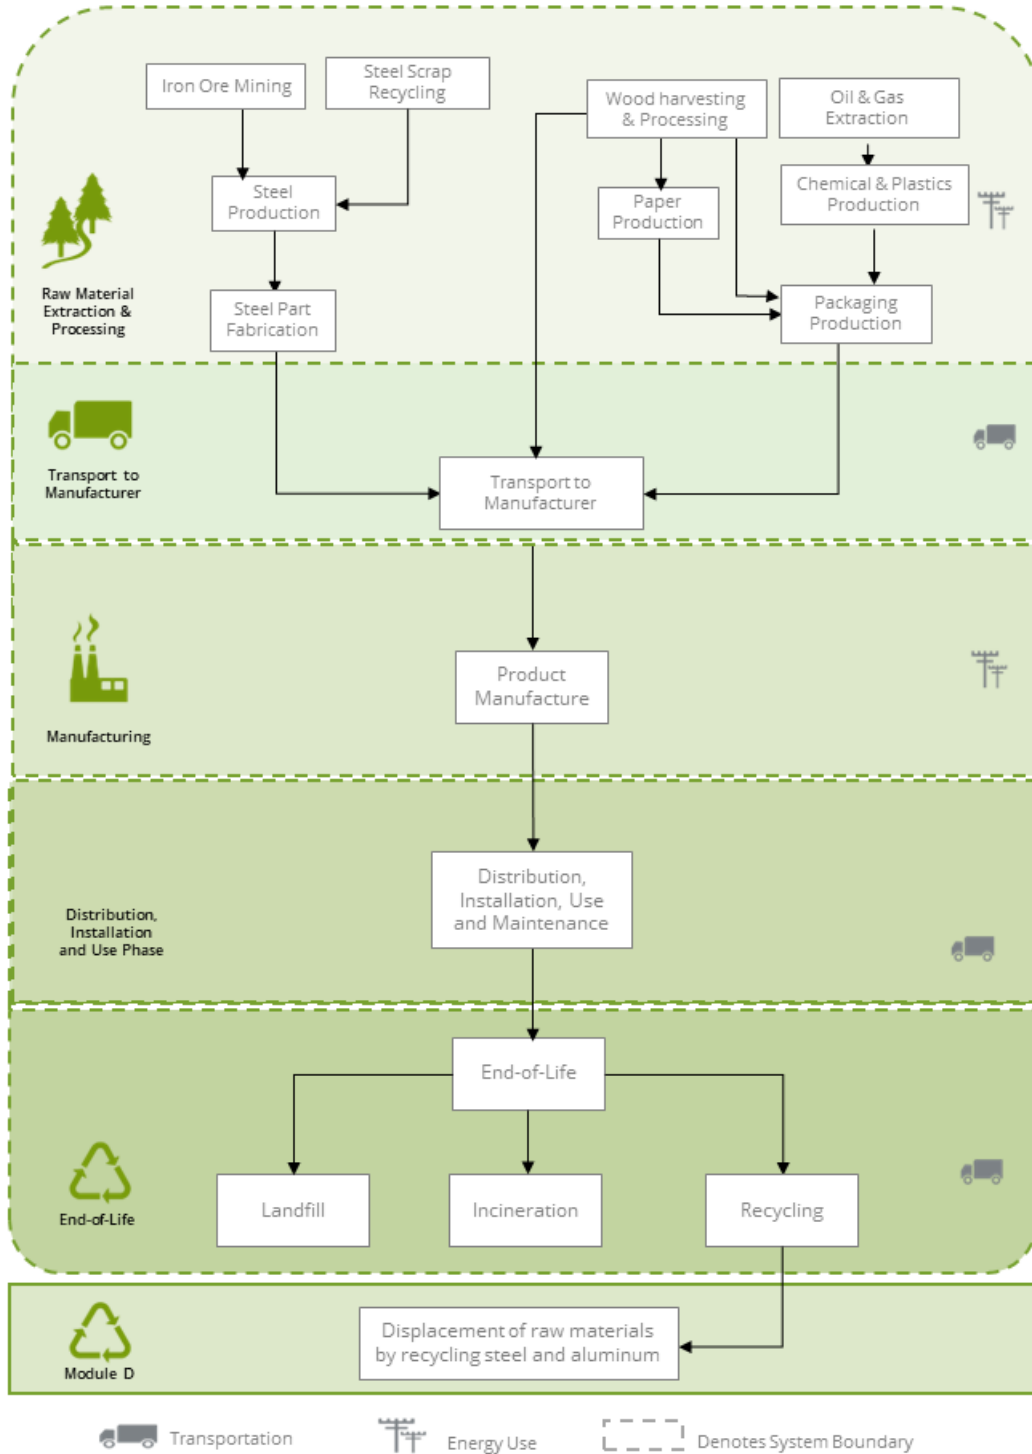 Iron Ore Mining
Steel Scrap
Recycling
Wood harvesting
& Processing
Oil & Gas
Extraction
Steel
Production
Paper
Production
Chemical & Plastics
Production
Raw Material
Extraction &
Processing
Steel Part
Fabrication
Packaging
Production
Transport to
Manufacturer
Transport to
Manufacturer
Product
Manufacture
Manufacturing
Distribution,
Installation, Use
and Maintenance
Distribution,
Installation
and Use Phase
End-of-Life
Landfill
Incineration
Recycling
End-of-Life
Displacement of raw materials
by recycling steel and aluminum
Module D
Transportation
Energy Use
Denotes System Boundary